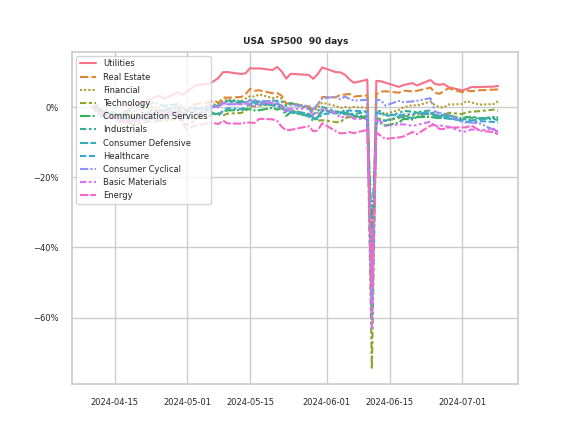 USA SP500 90 days
Utilities
Real Estate
Financial
Technology
Communication Services
Industrials
Consumer Defensive
Healthcare
Consumer Cyclical
Basic Materials
Energy
0%
−20%
−40%
−60%
2024-04-15 2024-05-01 2024-05-15 2024-06-01 2024-06-15 2024-07-01